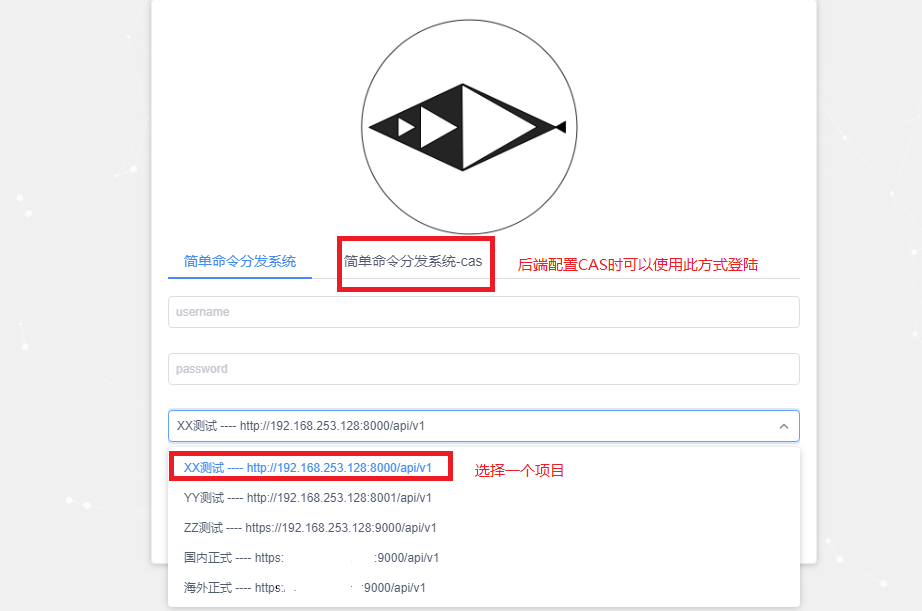 简单命令分发系统
简单命令分发系统-cas
后端配置CAS时可以使用此方式登陆
username
password
XX测试 ---- http://192.168.253.128:8000/api/v1
XX测试 ---- http://192.168.253.128:8000/api/v1
选择一个项目
YY测试 ---- http://192.168.253.128:8001/api/v1
ZZ测试 ---- https://192.168.253.128:9000/api/v1
国内正式 ---- https: :9000/api/v1
海外正式 ---- https: :9000/api/v1